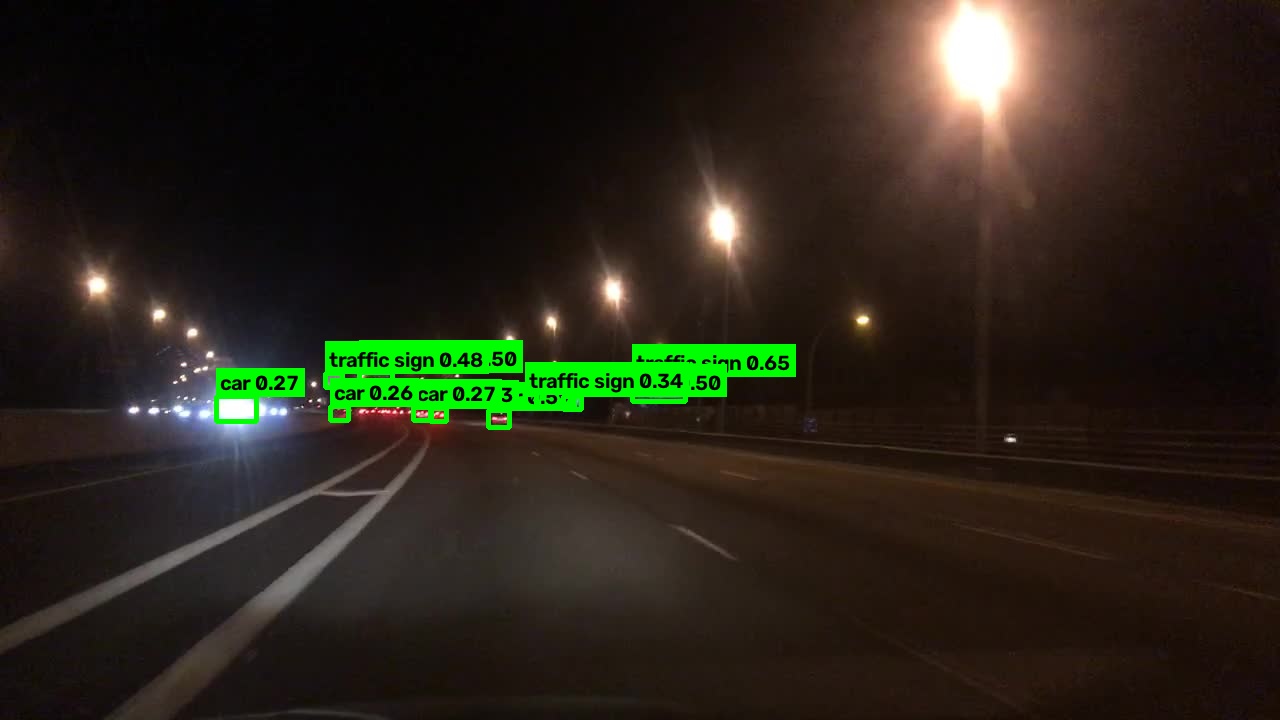 traffic sign 0.48 .50
traffic sign 0.65
car 0.27
traffic sign 0.34 .50
car 0.26 car 0.27 3